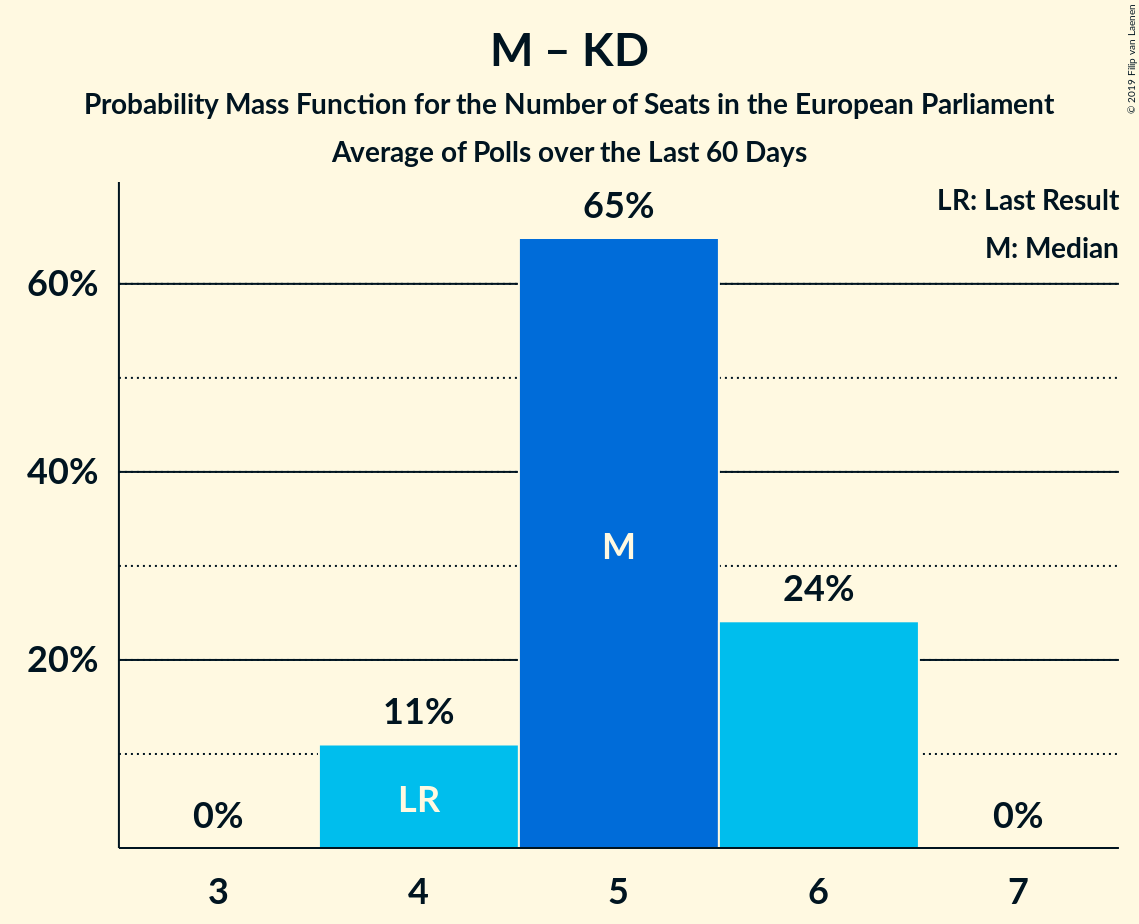 M – KD
Probability Mass Function for the Number of Seats in the European Parliament
Average of Polls over the Last 60 Days
© 2019 Filip van Laenen
LR: Last Result
M: Median
60%
40%
20%
0%
11%
65%
24%
0%
LR
M
3
4
5
6
7